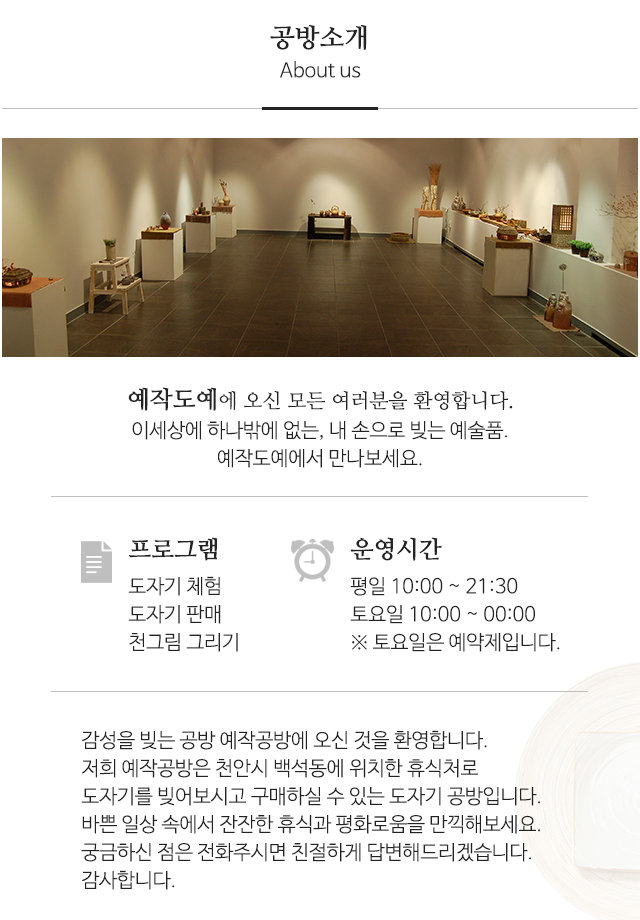 공방소개
About us
예작도예에 오신 모든 여러분을 환영합니다.
이세상에 하나밖에 없는, 내 손으로 빚는 예술품.
예작도예에서 만나보세요.
프로그램
도자기 체험
도자기 판매
천그림 그리기
운영시간
평일 10:00 ~ 21:30
토요일 10:00 ~ 00:00
※ 토요일은 예약제입니다.
감성을 빚는 공방 예작공방에 오신 것을 환영합니다.
저희 예작공방은 천안시 백석동에 위치한 휴식처로
도자기를 빚어보시고 구매하실 수 있는 도자기 공방입니다.
바쁜 일상 속에서 잔잔한 휴식과 평화로움을 만끽해보세요.
궁금하신 점은 전화주시면 친절하게 답변해드리겠습니다.
감사합니다.